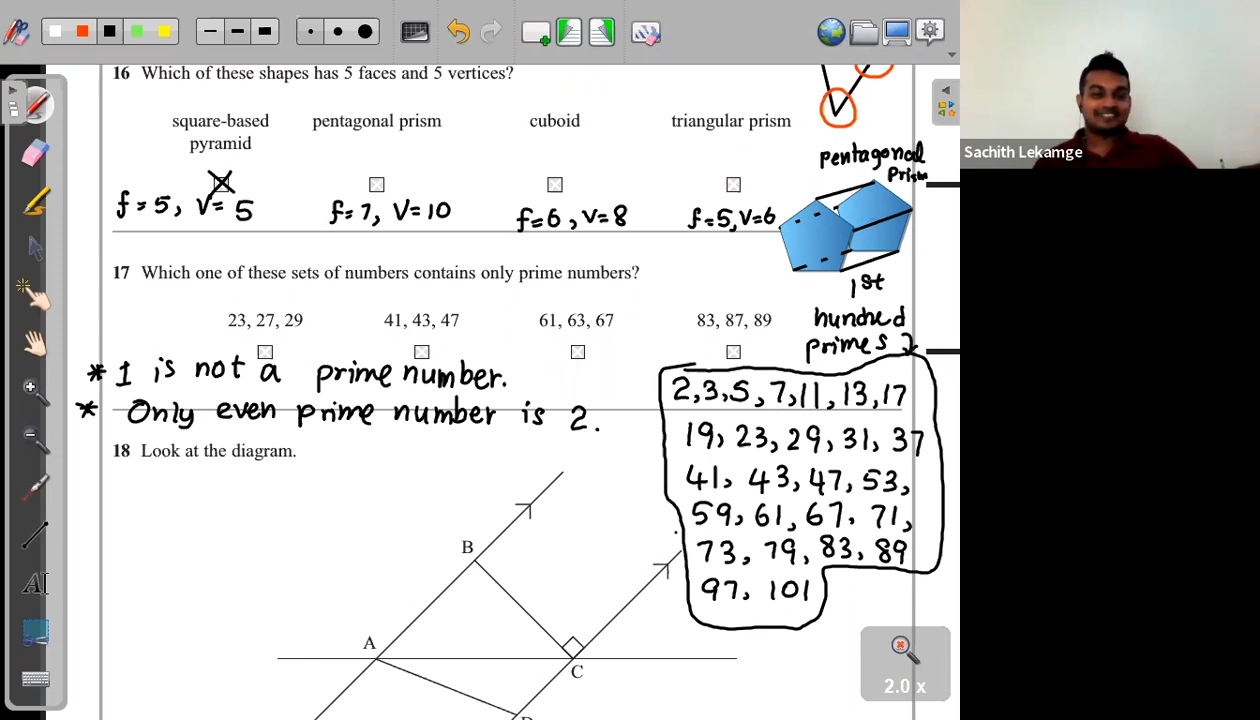 16 Which of these shapes has 5 faces and 5 vertices?
square-based
pyramid
pentagonal prism
cuboid
triangular prism
f=5, V=5
f=7, V=10
f=6, V=8
f=5, V=6
pentagonal
Prism
17 Which one of these sets of numbers contains only prime numbers?
23, 27, 29
41, 43, 47
61, 63, 67
83, 87, 89
* 1 is not a prime number.
* Only even prime number is 2.
1st
hundred
primes
2,3,5,7,11,13,17
19, 23, 29, 31, 37
41, 43, 47, 53,
59, 61, 67, 71,
73, 79, 83, 89
97, 101
18 Look at the diagram.
B
A
C
AI
2.0 x
Sachith Lekamge